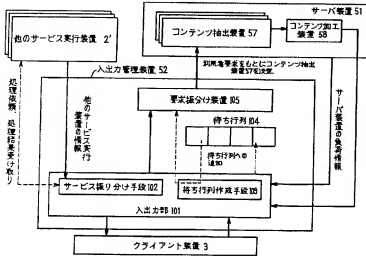 サーバ装置 51
他のサービス実行装置 2′
コンテンツ抽出装置 57
コンテンツ加工
装置 58
入出力管理装置 52
利用者要求をもとにコンテンツ抽出
装置57を決定
要求振分け装置 105
処理依頼、処理結果受け取り
他のサービス実行
装置の情報
待ち行列 104
待ち行列への
追加
サーバ装置の負荷情報
サービス振り分け手段 102
待ち行列作成手段 103
入出力部 101
クライアント装置 3